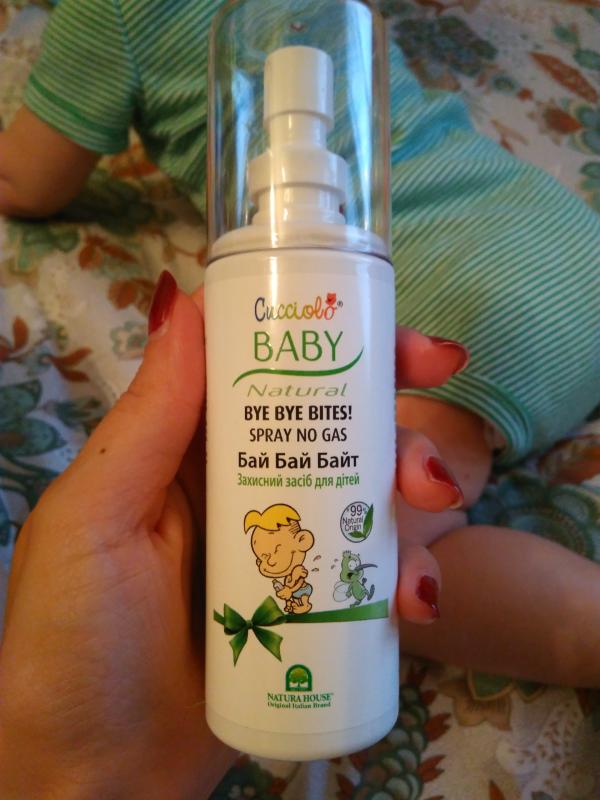 Cucciolo®
BABY
Natural
BYE BYE BITES!
SPRAY NO GAS
Бай Бай Байт
Захисний засіб для дітей
99%
Natural
Origin
NATURA HOUSE
Original Italian Brand